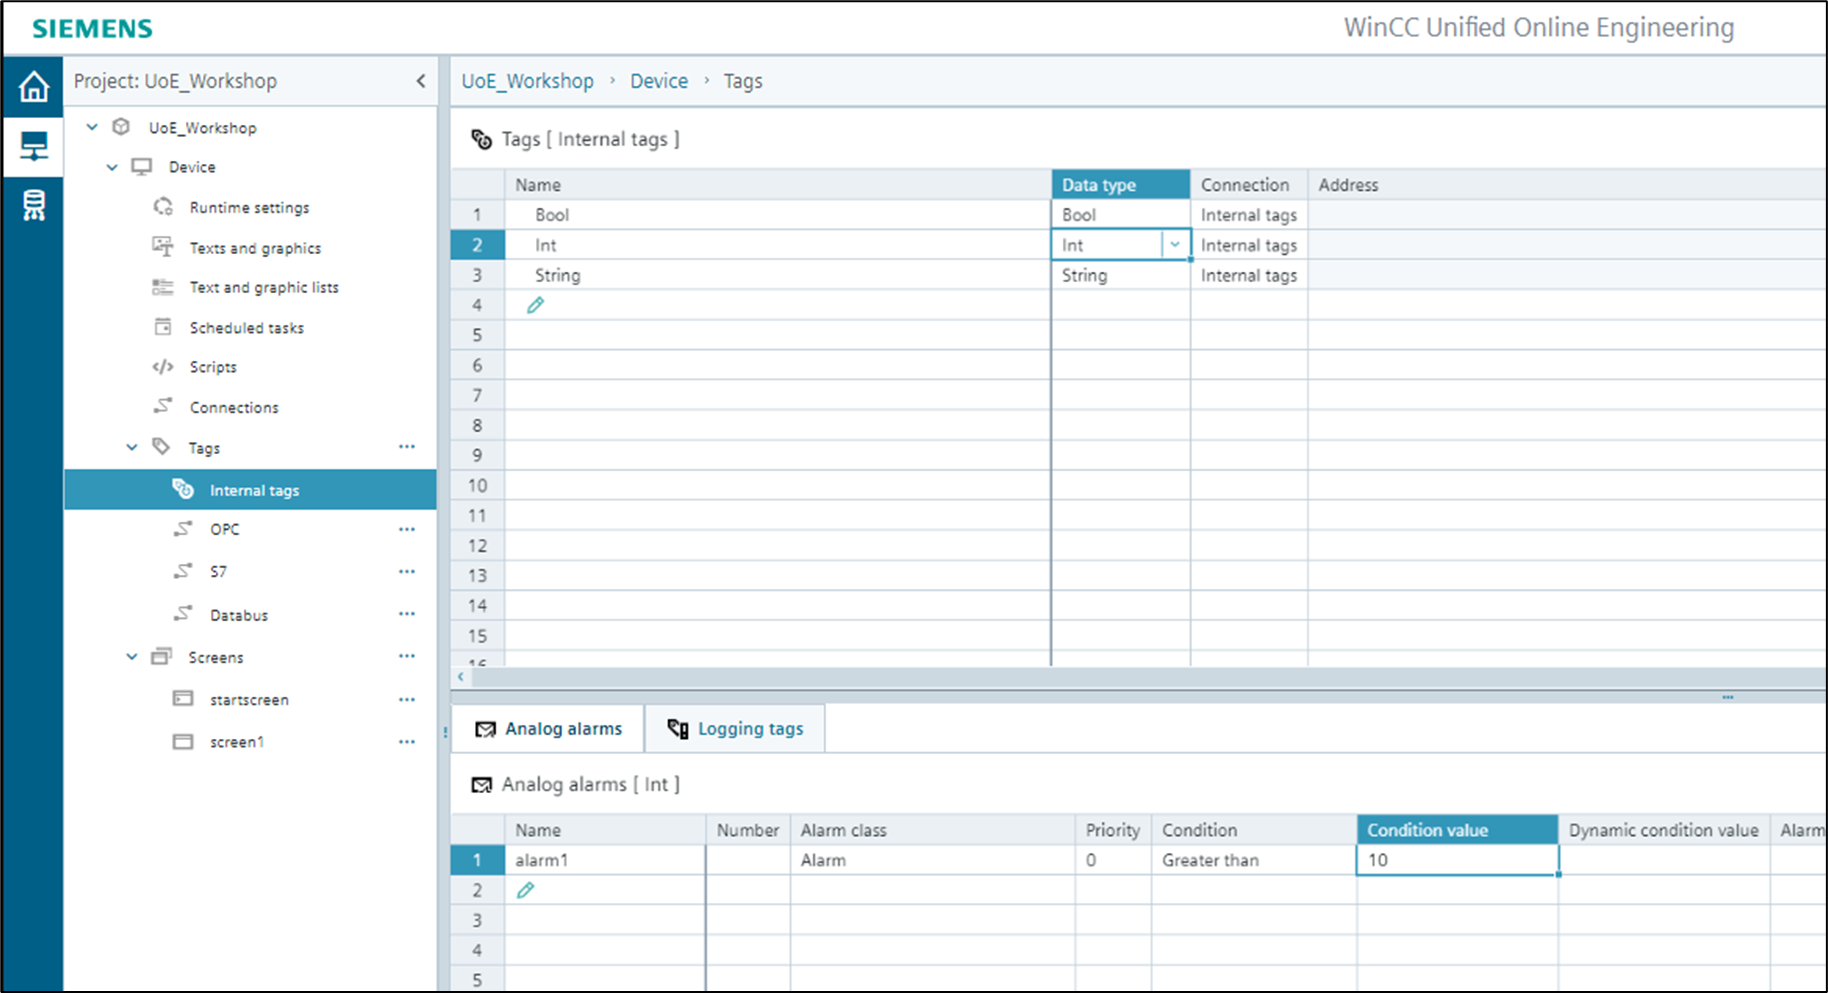 SIEMENS
WinCC Unified Online Engineering
Project: UoE_Workshop
UoE_Workshop
Device
Runtime settings
Texts and graphics
Text and graphic lists
Scheduled tasks
Scripts
Connections
Tags
Internal tags
OPC
S7
Databus
Screens
startscreen
screen1
UoE_Workshop > Device > Tags
Tags [ Internal tags ]
Name Data type Connection Address
1 Bool Bool Internal tags
2 Int Int Internal tags
3 String String Internal tags
4
5
6
7
8
9
10
11
12
13
14
15
16
Analog alarms Logging tags
Analog alarms [ Int ]
Name Number Alarm class Priority Condition Condition value Dynamic condition value Alarm
1 alarm1 Alarm 0 Greater than 10
2
3
4
5